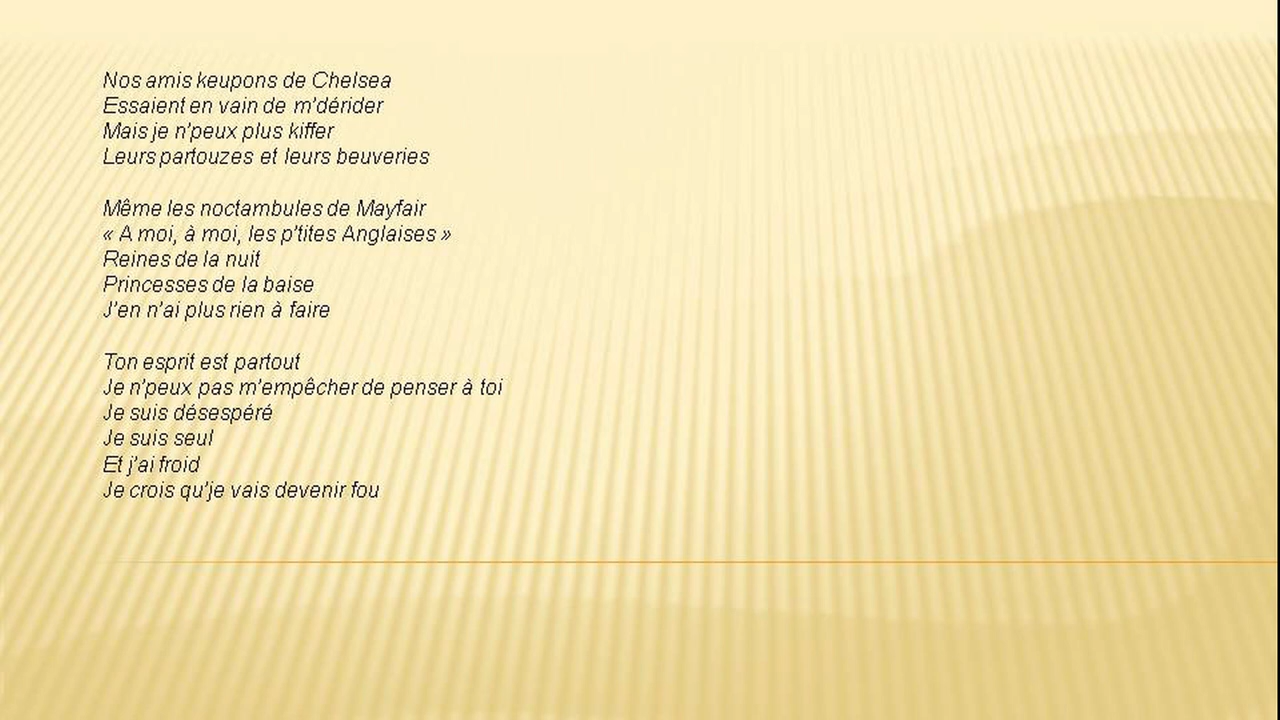 Nos amis keupons de Chelsea
Essaient en vain de m'dérider
Mais je n'peux plus kiffer
Leurs partouzes et leurs beuveries
Même les noctambules de Mayfair
« A moi, à moi, les p'tites Anglaises »
Reines de la nuit
Princesses de la baise
J'en n'ai plus rien à faire
Ton esprit est partout
Je n'peux pas m'empêcher de penser à toi
Je suis désespéré
Je suis seul
Et j'ai froid
Je crois qu'je vais devenir fou